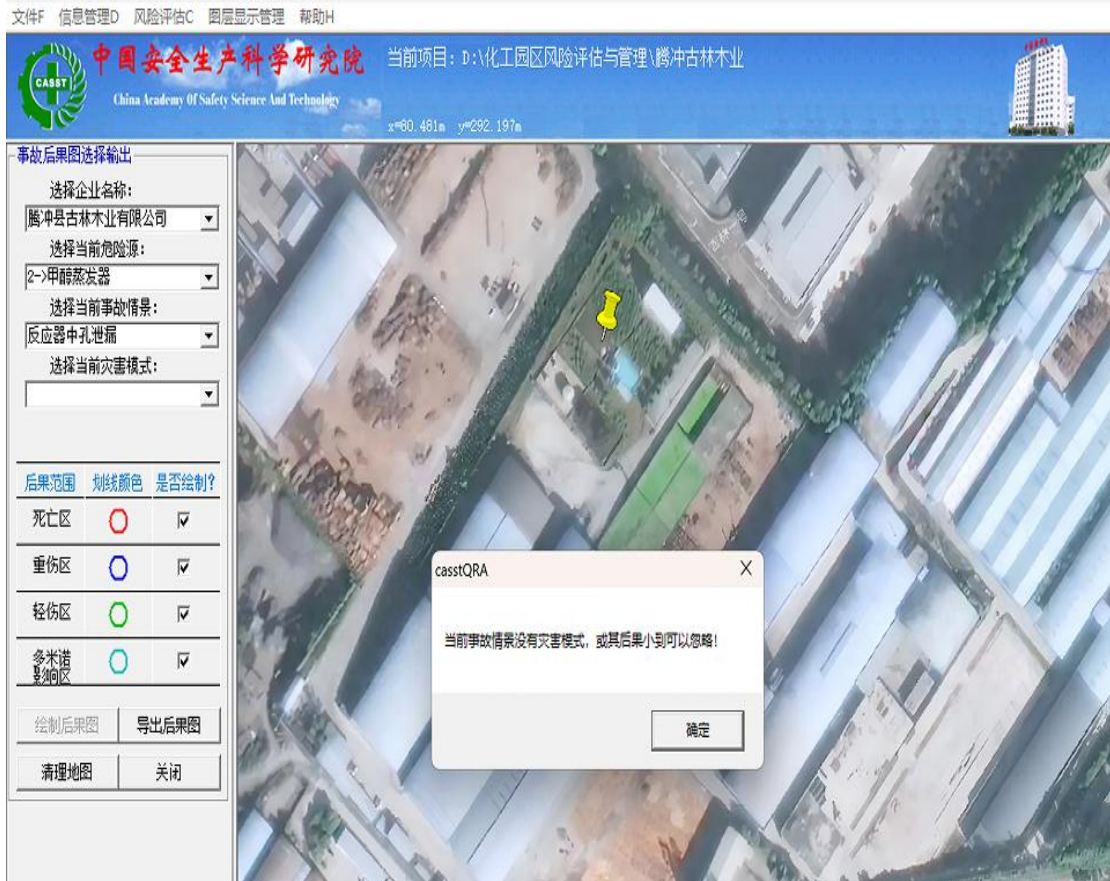 文件F 信息管理D 风险评估C 图层显示管理 帮助H
CASST
中国安全生产科学研究院
China Academy Of Safety Science And Technology
当前项目：D:\化工园区风险评估与管理\腾冲古林木业
x=80.481m y=292.197m
事故后果图选择输出
选择企业名称：
腾冲县古林木业有限公司
选择当前危险源：
2->甲醇蒸发器
选择当前事故情景：
反应器中孔泄漏
选择当前灾害模式：
后果范围 划线颜色 是否绘制？
死亡区
重伤区
轻伤区
多米诺
影响区
绘制后果图 导出后果图
清理地图 关闭
casstQRA
当前事故情景没有灾害模式，或其后果小到可以忽略！
确定